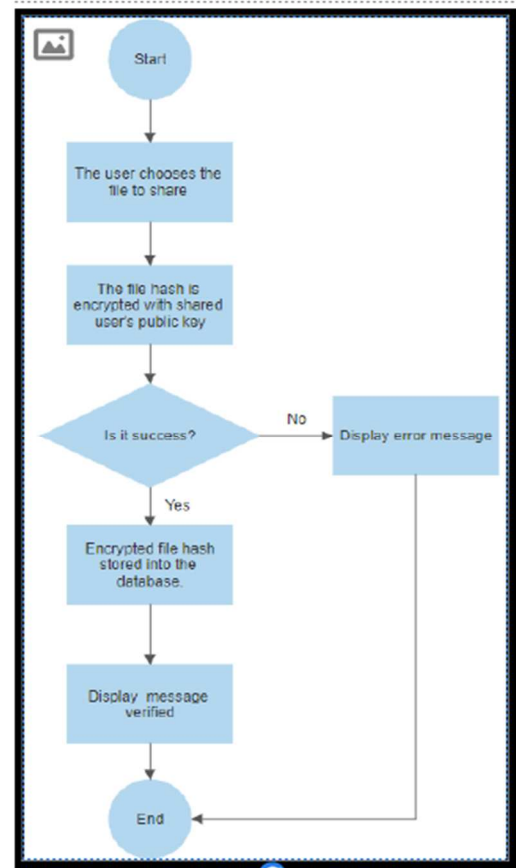 Start
The user chooses the
file to share
The file hash is
encrypted with shared
user's public key
Is it success?
No
Display error message
Yes
Encrypted file hash
stored into the
database.
Display message
verified
End